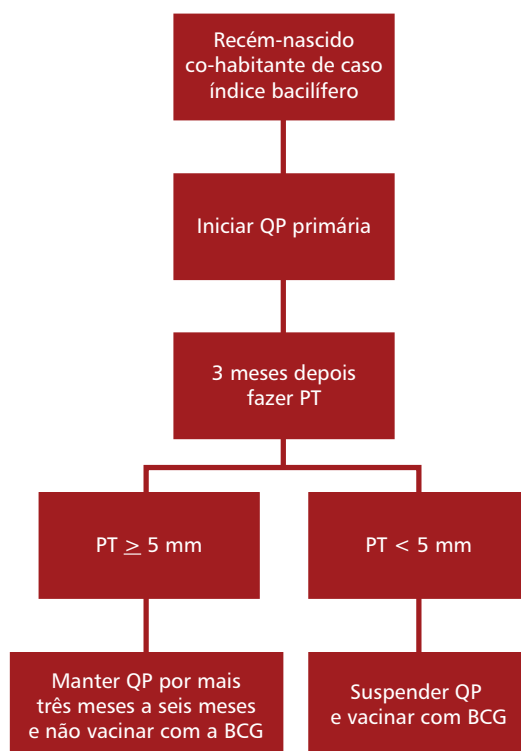 Recém-nascido
co-habitante de caso
índice bacilífero
Iniciar QP primária
3 meses depois
fazer PT
PT ≥ 5 mm
PT < 5 mm
Manter QP por mais
três meses a seis meses
e não vacinar com a BCG
Suspender QP
e vacinar com BCG